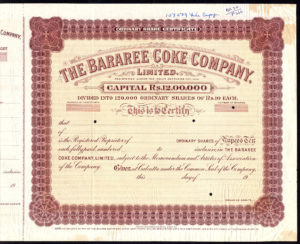 ORDINARY SHARE CERTIFICATE
THE BARAREE COKE COMPANY,
LIMITED.
CAPITAL Rs.12,00,000
DIVIDED INTO 120,000 ORDINARY SHARES OF Rs.10 EACH.
This is to Certify
that
of
is the Registered Proprietor of ORDINARY SHARES OF Rupees Ten
each fully paid, numbered to inclusive in THE BARAREE
COKE COMPANY, LIMITED, subject to the Memorandum and Articles of Association
of the Company. Given at Calcutta under the Common Seal of the Company;
this day of 19
19